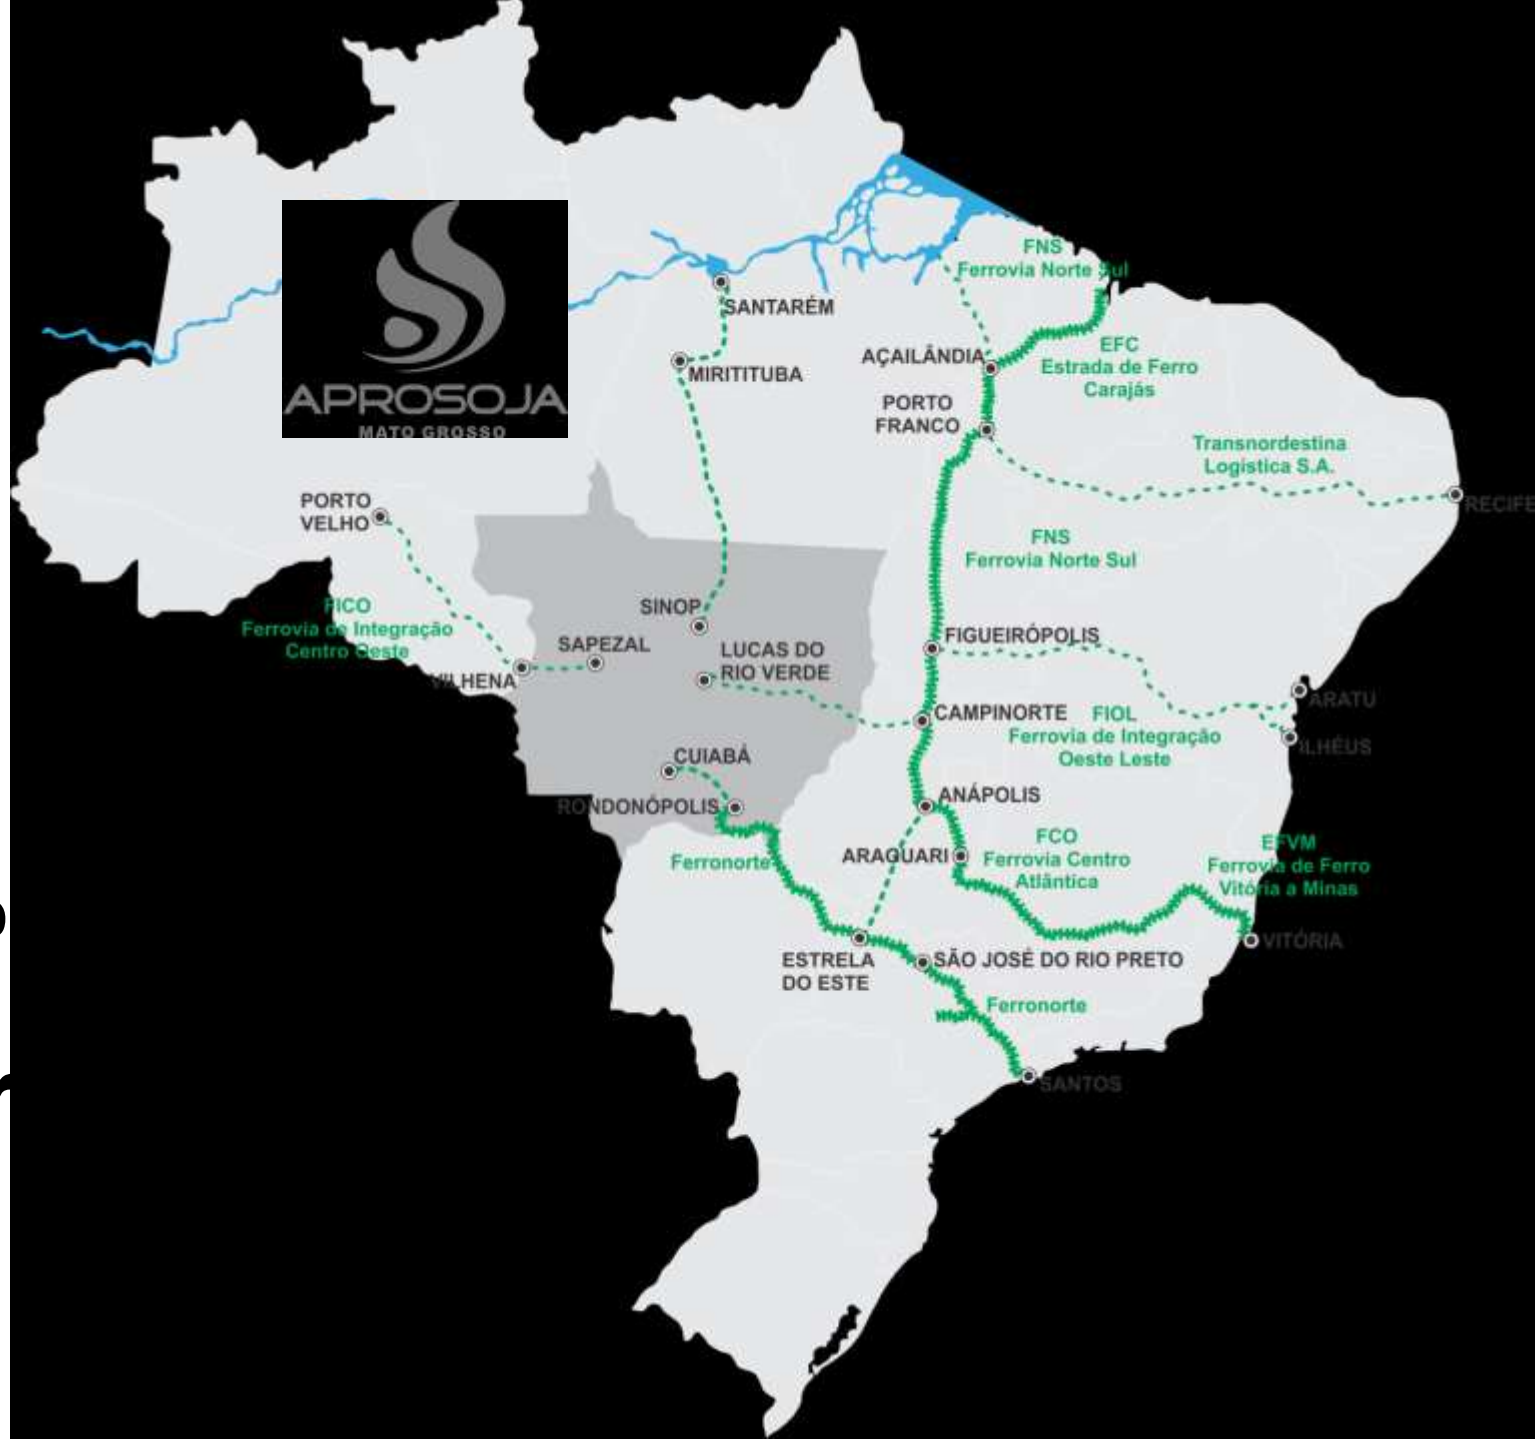 FNS
Ferrovia Norte Sul
SANTARÉM
AÇAILÂNDIA
EFC
Estrada de Ferro
Carajás
MIRITITUBA
APROSOJA
MATO GROSSO
PORTO
FRANCO
Transnordestina
Logística S.A.
RECIFE
PORTO
VELHO
FNS
Ferrovia Norte Sul
FICO
Ferrovia de Integração
Centro Oeste
SINOP
SAPEZAL
LUCAS DO
RIO VERDE
FIGUEIRÓPOLIS
VILHENA
ARATU
CAMPINORTE
FIOL
Ferrovia de Integração
Oeste Leste
ILHÉUS
CUIABÁ
RONDONÓPOLIS
ANÁPOLIS
Ferronorte
ARAGUARI
FCO
Ferrovia Centro
Atlântica
EFVM
Ferrovia de Ferro
Vitória a Minas
VITÓRIA
ESTRELA
DO ESTE
SÃO JOSÉ DO RIO PRETO
Ferronorte
SANTOS